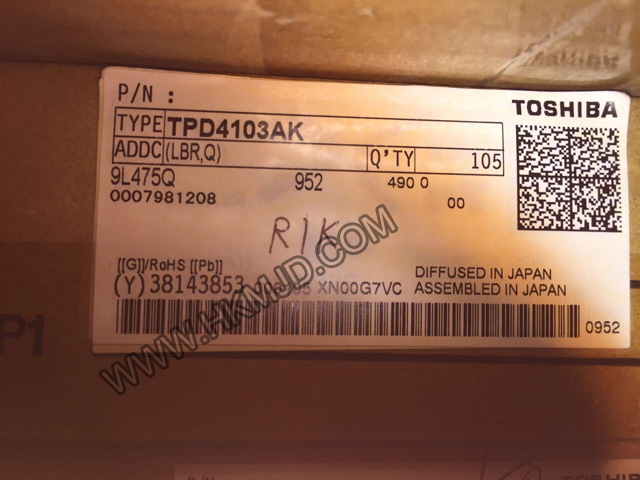 P/N :
TOSHIBA
TYPE TPD4103AK
ADDC (LBR,Q) Q'TY 105
9L475Q 952 490 0
0007981208 00
R1K
[[G]]/RoHS [[Pb]] DIFFUSED IN JAPAN
(Y)38143853 XN00G7VC ASSEMBLED IN JAPAN
0952
WWW.HKMJD.COM
P1
TOSHIB